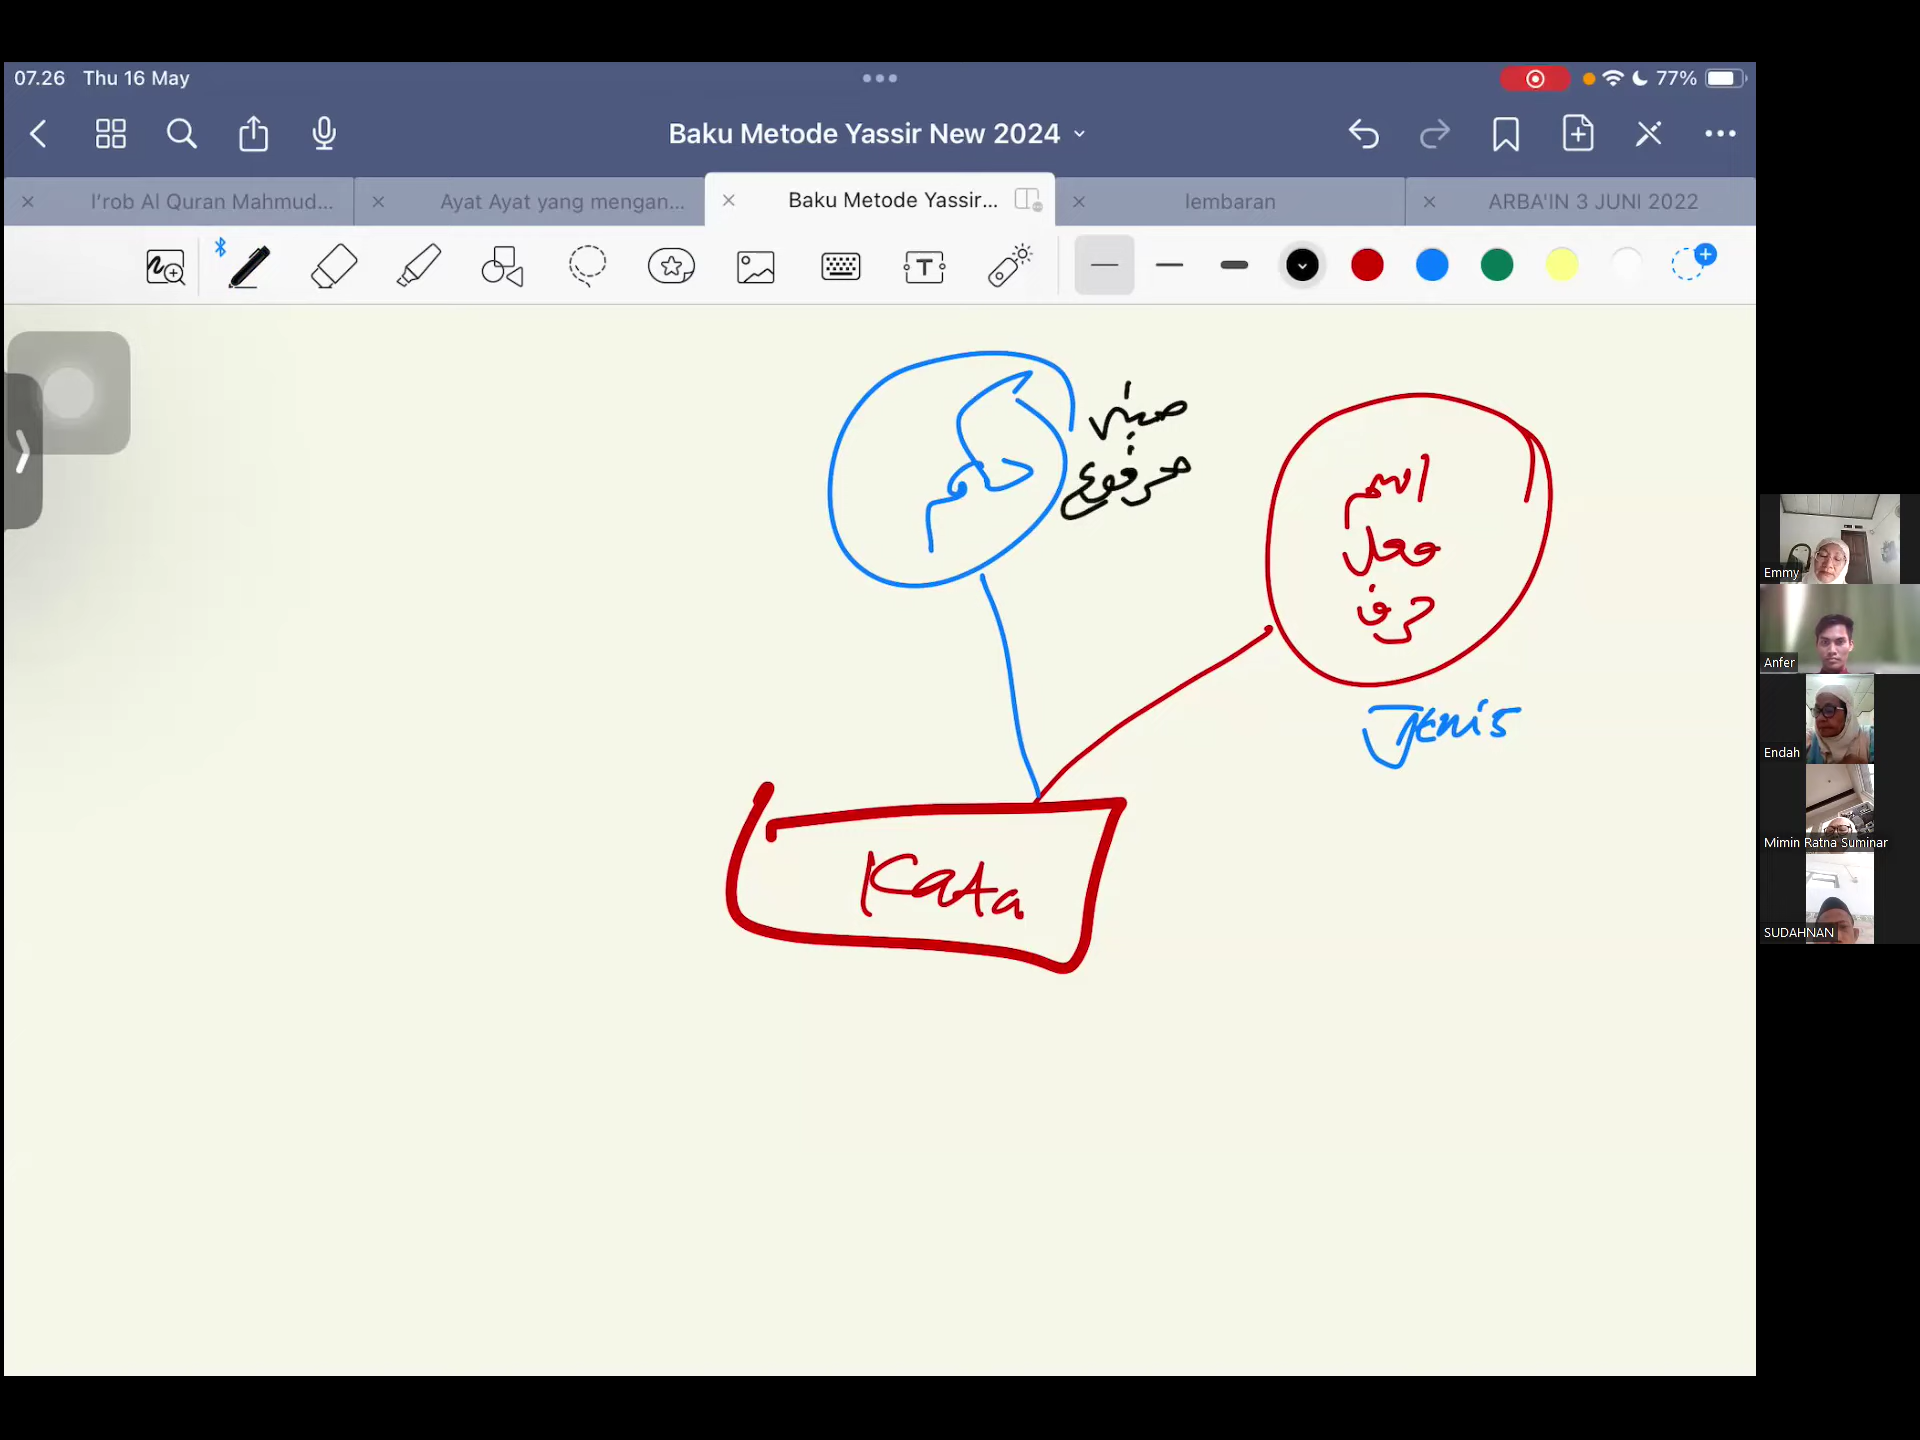 07.26 Thu 16 May
77%
Baku Metode Yassir New 2024
I'rob Al Quran Mahmud...
Ayat Ayat yang mengan...
Baku Metode Yassir...
lembaran
ARBA'IN 3 JUNI 2022
حكم
مبني
مرفوع
اسم
فعل
حرف
Jenis
Kata
Emmy
Anfer
Endah
Mimin Ratna Suminar
SUDAHNAN